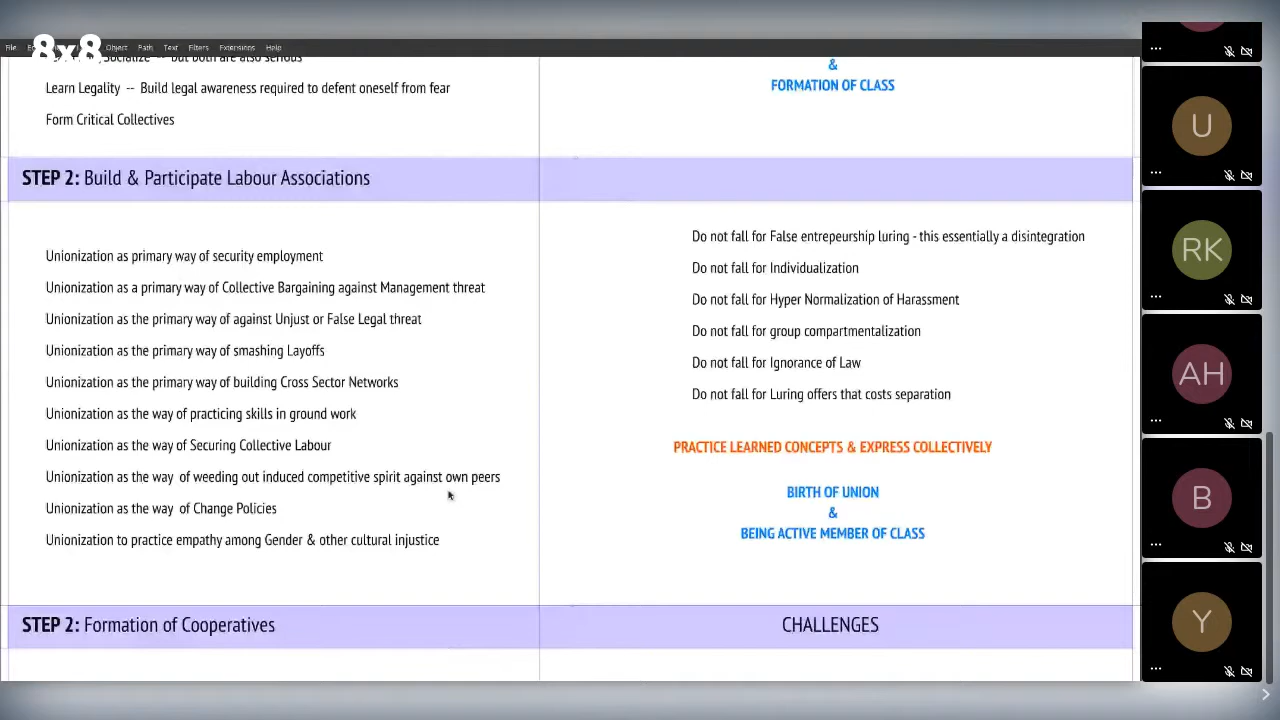 8x8
File
Object Path Text Filters Extensions Help
Socialize -- but both are also serious
Learn Legality -- Build legal awareness required to defent oneself from fear
Form Critical Collectives
&
FORMATION OF CLASS
STEP 2: Build & Participate Labour Associations
Unionization as primary way of security employment
Unionization as a primary way of Collective Bargaining against Management threat
Unionization as the primary way of against Unjust or False Legal threat
Unionization as the primary way of smashing Layoffs
Unionization as the primary way of building Cross Sector Networks
Unionization as the way of practicing skills in ground work
Unionization as the way of Securing Collective Labour
Unionization as the way of weeding out induced competitive spirit against own peers
Unionization as the way of Change Policies
Unionization to practice empathy among Gender & other cultural injustice
Do not fall for False entrepeurship luring - this essentially a disintegration
Do not fall for Individualization
Do not fall for Hyper Normalization of Harassment
Do not fall for group compartmentalization
Do not fall for Ignorance of Law
Do not fall for Luring offers that costs separation
PRACTICE LEARNED CONCEPTS & EXPRESS COLLECTIVELY
BIRTH OF UNION
&
BEING ACTIVE MEMBER OF CLASS
STEP 2: Formation of Cooperatives
CHALLENGES
U
RK
AH
B
Y